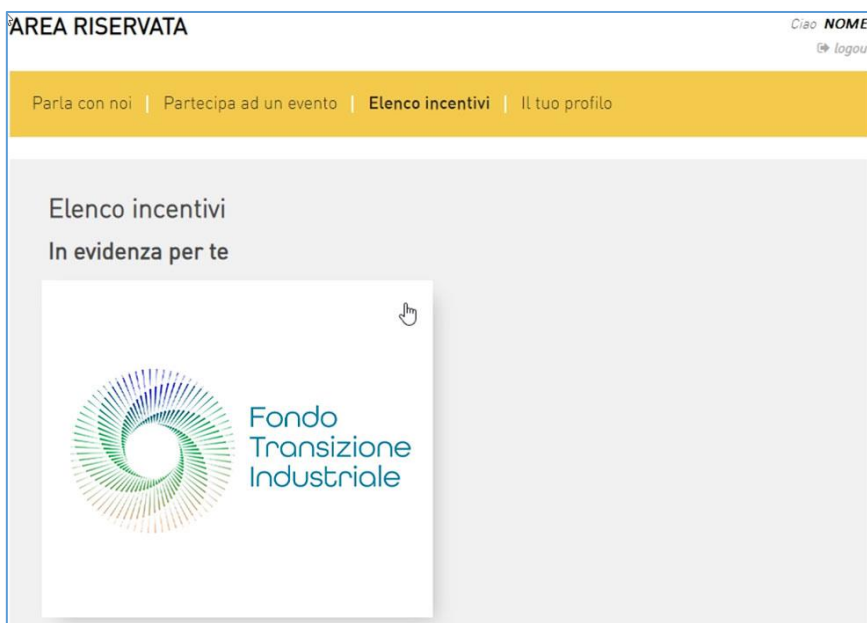 AREA RISERVATA
Ciao NOME
logou
Parla con noi | Partecipa ad un evento | Elenco incentivi | Il tuo profilo
Elenco incentivi
In evidenza per te
Fondo
Transizione
Industriale